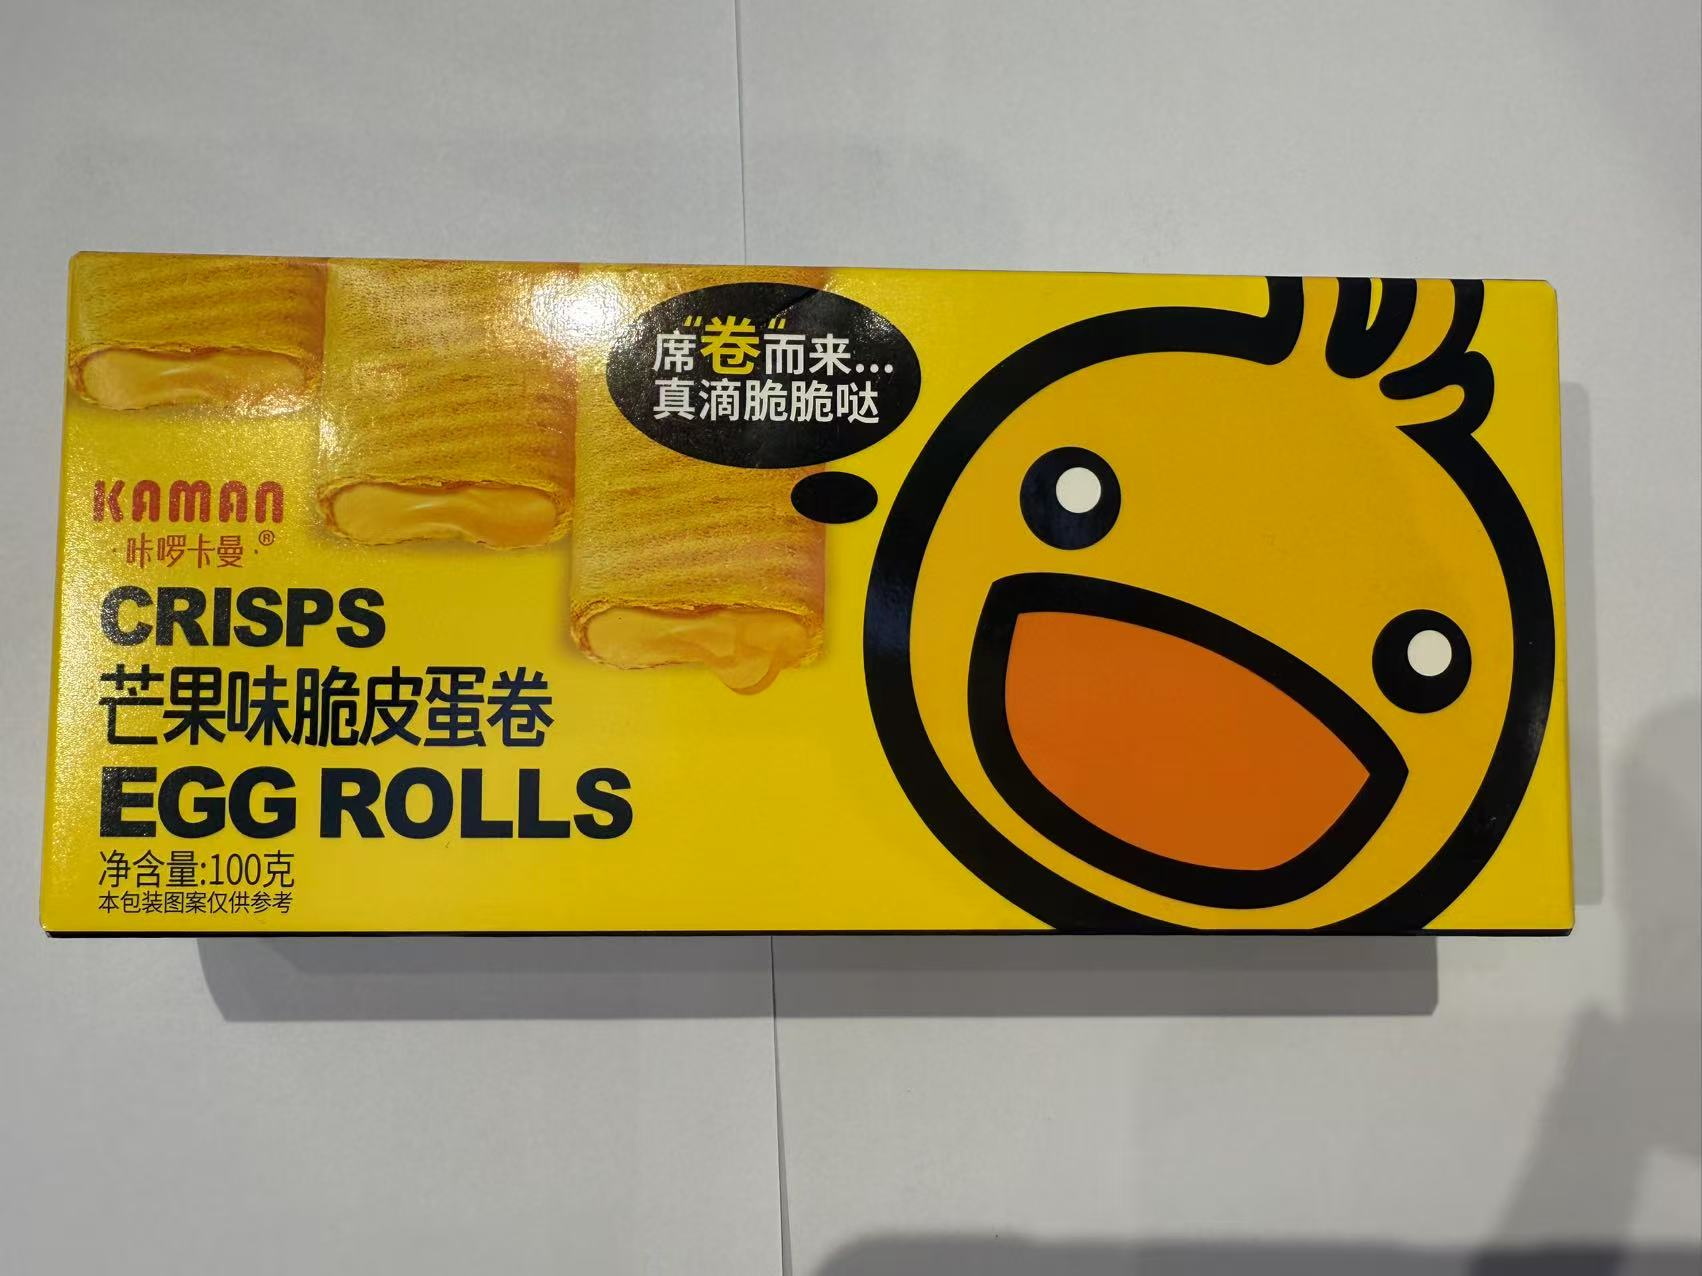 席“卷“而来...
真滴脆脆哒
KAMAN
·咔啰卡曼·®
CRISPS
芒果味脆皮蛋卷
EGG ROLLS
净含量:100克
本包装图案仅供参考